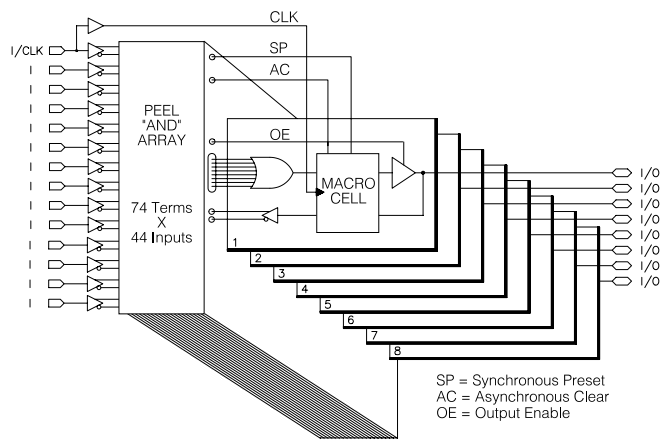 CLK
I/CLK
SP
I
AC
I
I
PEEL
"AND"
ARRAY
I
OE
I
I
I/O
I
MACRO
CELL
I/O
I
74 Terms
X
44 Inputs
I/O
I
I/O
I
1
I/O
I
2
I/O
I
3
I/O
I
4
I/O
I
5
6
7
8
SP = Synchronous Preset
AC = Asynchronous Clear
OE = Output Enable